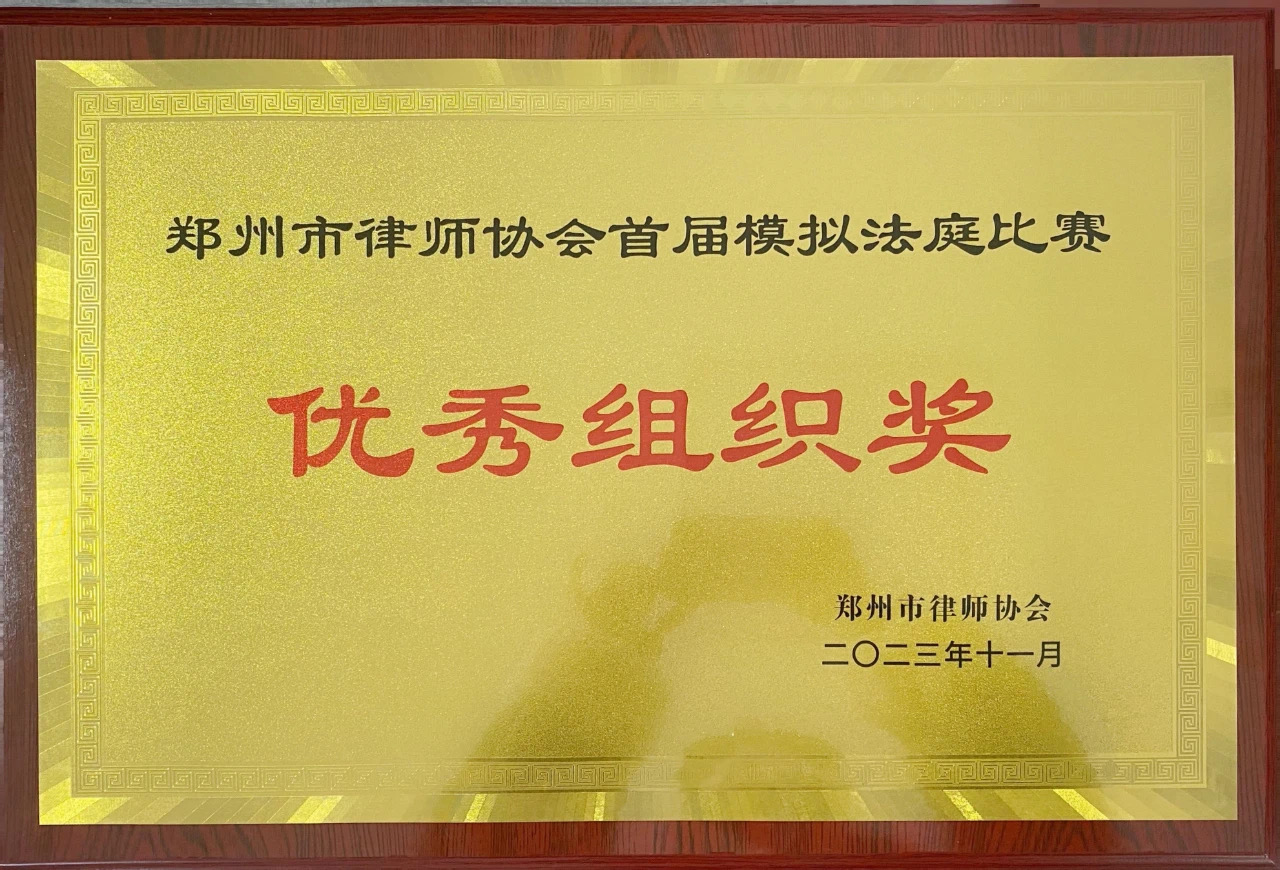 郑州市律师协会首届模拟法庭比赛
优秀组织奖
郑州市律师协会
二〇二三年十一月